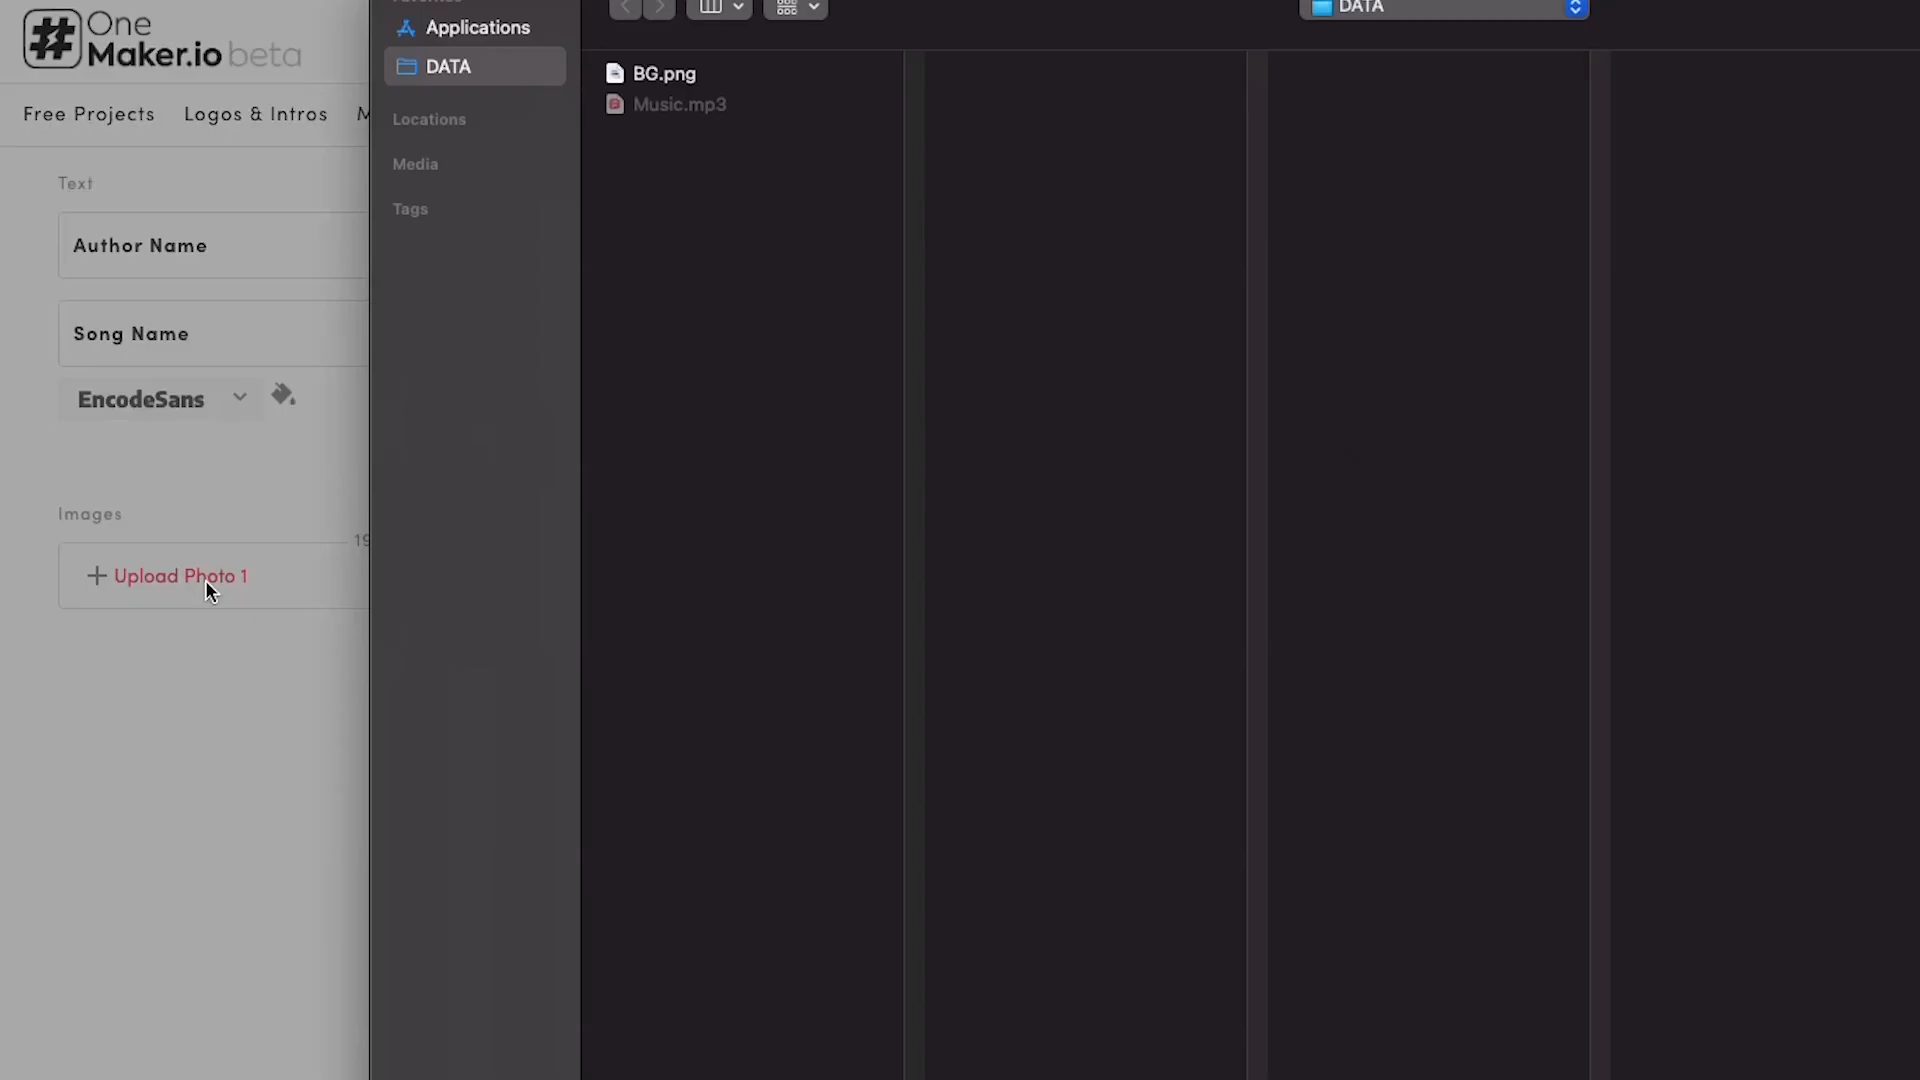 One
Maker.io beta
Free Projects Logos & Intros M
Text
Author Name
Song Name
EncodeSans
Images
19
Upload Photo 1
Applications
DATA
Locations
Media
Tags
DATA
BG.png
Music.mp3